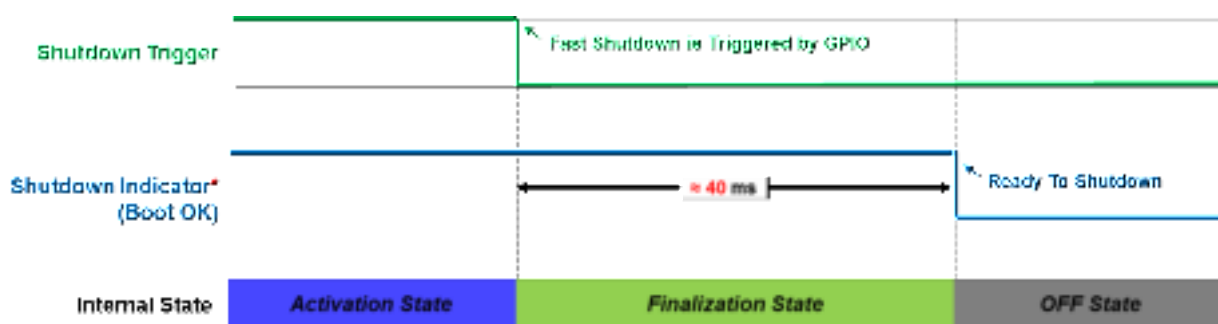 Shutdown Trigger
Fast Shutdown is Triggered by GPIO
Shutdown Indicator*
(Boot OK)
≈ 40 ms
Ready To Shutdown
Internal State
Activation State
Finalization State
OFF State